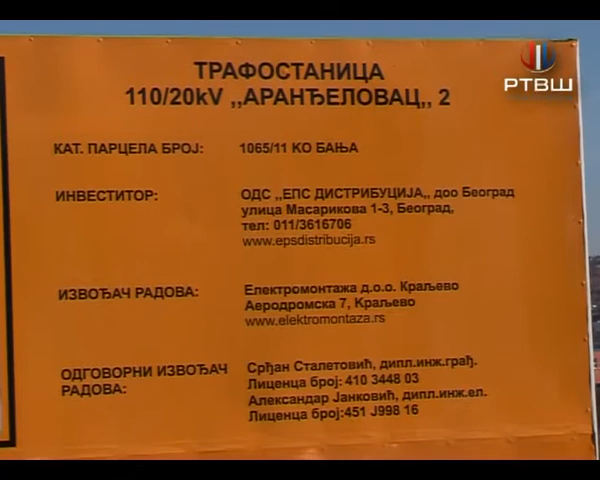 РТВШ
ТРАФОСТАНИЦА
110/20kV ,,АРАНЂЕЛОВАЦ,, 2
КАТ. ПАРЦЕЛА БРОЈ: 1065/11 КО БАЊА
ИНВЕСТИТОР: ОДС ,,ЕПС ДИСТРИБУЦИЈА,, доо Београд
улица Масарикова 1-3, Београд,
тел: 011/3616706
www.epsdistribucija.rs
ИЗВОЂАЧ РАДОВА: Електромонтажа д.о.о. Краљево
Аеродромска 7, Краљево
www.elektromontaza.rs
ОДГОВОРНИ ИЗВОЂАЧ РАДОВА: Срђан Сталетовић, дипл.инж.грађ.
Лиценца број: 410 3448 03
Александар Јанковић, дипл.инж.ел.
Лиценца број:451 Ј998 16